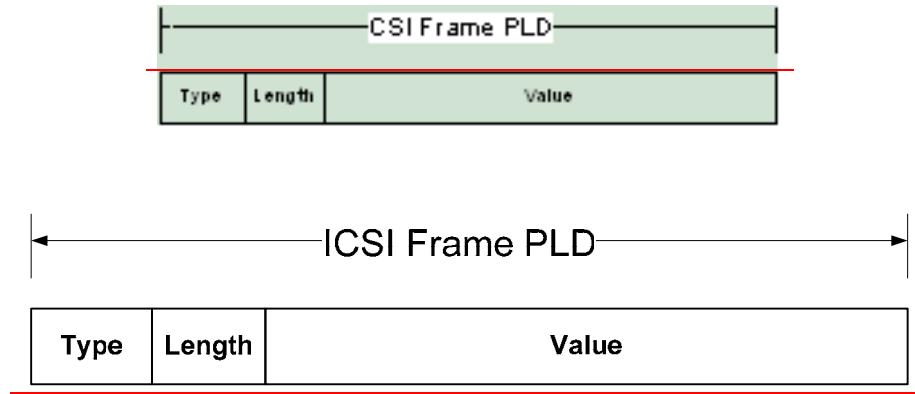 CSI Frame PLD
Type Length Value
ICSI Frame PLD
Type Length Value